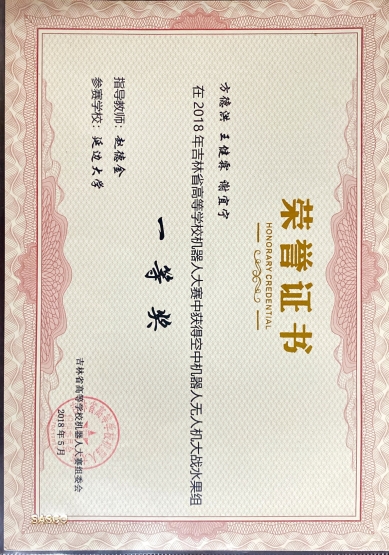 荣誉证书
HONORARY CREDENTIAL
方德洪 王健霖 谢宜宁
在2018年吉林省高等学校机器人大赛中获得空中机器人无人机大战水果组
一等奖
指导教师：赵德金
参赛学校：延边大学
吉林省高等学校机器人大赛组委会
2018年5月